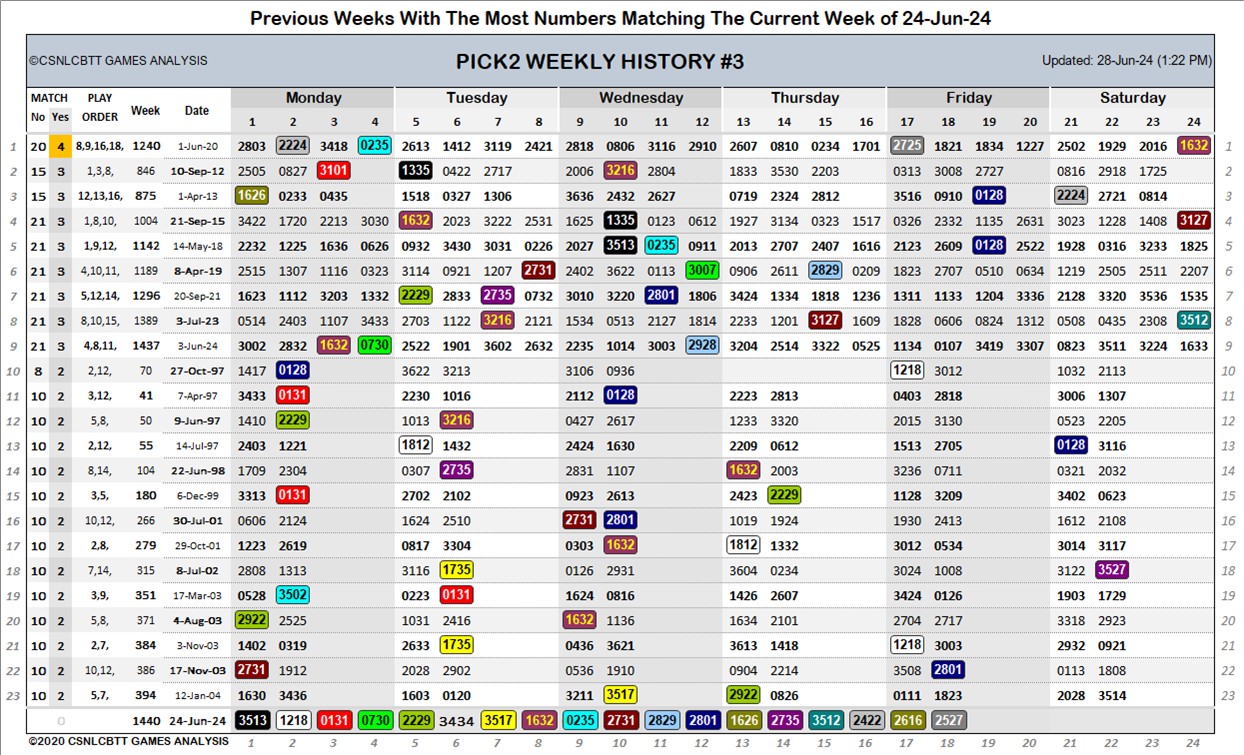 Previous Weeks With The Most Numbers Matching The Current Week of 24-Jun-24
©CSNLCBTT GAMES ANALYSIS PICK2 WEEKLY HISTORY #3 Updated: 28-Jun-24 (1:22 PM)
MATCH PLAY Week Date Monday Tuesday Wednesday Thursday Friday Saturday
No Yes ORDER 1 2 3 4 5 6 7 8 9 10 11 12 13 14 15 16 17 18 19 20 21 22 23 24
1 20 4 8,9,16,18, 1240 1-Jun-20 2803 2224 3418 0235 2613 1412 3119 2421 2818 0806 3116 2910 2607 0810 0234 1701 2725 1821 1834 1227 2502 1929 2016 1632 1
2 15 3 1,3,8, 846 10-Sep-12 2505 0827 3101 1335 0422 2717 2006 3216 2804 1833 3530 2203 0313 3008 2727 0816 2918 1725 2
3 15 3 12,13,16, 875 1-Apr-13 1626 0233 0435 1518 0327 1306 3636 2432 2627 0719 2324 2812 3516 0910 0128 2224 2721 0814 3
4 21 3 1,8,10, 1004 21-Sep-15 3422 1720 2213 0130 1632 2023 3222 2531 1625 1335 0123 0612 1927 3134 0323 1517 0326 2332 1135 2631 3023 1228 1408 3127 4
5 21 3 1,9,12, 1142 14-May-18 2232 1225 1636 0626 0932 3430 3031 0226 2027 3513 0235 0911 2013 2707 2407 1616 2123 2609 0128 2522 1928 0316 3233 1825 5
6 21 3 4,10,11, 1189 8-Apr-19 2515 1307 1116 0323 3114 0921 1207 2731 2402 3622 0113 3007 0906 2611 2829 0209 1823 2707 0510 0634 1219 2505 2511 2207 6
7 21 3 5,12,14, 1296 20-Sep-21 1623 1112 3203 1332 2229 2833 2735 0732 3010 3220 2801 1806 3424 1334 1818 1236 1311 1133 1204 3336 2128 3320 3536 1535 7
8 21 3 8,10,15, 1389 3-Jul-23 0514 2403 1107 3433 2703 1122 3216 2121 1534 0513 2127 1814 2233 1201 3127 1609 1828 0606 0824 1312 0508 0435 2308 3512 8
9 21 3 4,8,11, 1437 3-Jun-24 3002 2832 1632 0730 2522 1901 3602 2632 2235 1014 3003 2928 3204 2514 3322 0525 1134 0107 3419 3307 0823 3511 3224 1633 9
10 8 2 2,12, 70 27-Oct-97 1417 0128 3622 3213 3106 0936 1218 3012 1032 2113 10
11 10 2 3,12, 41 7-Apr-97 3433 0131 2230 1016 2112 0128 2223 2813 0403 2818 3006 1307 11
12 10 2 5,8, 50 9-Jun-97 1410 2229 1013 3216 0427 2617 1233 3320 2015 3130 0523 2205 12
13 10 2 2,12, 55 14-Jul-97 2403 1221 1812 1432 2424 1630 2209 0612 1513 2705 0128 3116 13
14 10 2 8,14, 104 22-Jun-98 1709 2304 0307 2735 2831 1107 1632 2003 3236 0711 0321 2032 14
15 10 2 3,5, 180 6-Dec-99 3313 0131 2702 2102 0923 2613 2423 2229 1128 3209 3402 0623 15
16 10 2 10,12, 266 30-Jul-01 0606 2124 1624 2510 2731 2801 1019 1924 1930 2413 1612 2108 16
17 10 2 2,8, 279 29-Oct-01 1223 2619 0817 3304 0303 1632 1812 1332 3012 0534 3014 3117 17
18 10 2 7,14, 315 8-Jul-02 2808 1313 3116 1735 0126 2931 3604 0234 3024 1008 3122 3527 18
19 10 2 3,9, 351 17-Mar-03 0528 3502 0223 0131 1624 0816 1426 2607 3424 0126 1903 1729 19
20 10 2 5,8, 371 4-Aug-03 2922 2525 1031 2416 1632 1136 1634 2101 2704 2717 3318 2923 20
21 10 2 2,7, 384 3-Nov-03 1402 0319 2633 1735 0436 3621 3613 1418 1218 3003 2932 0921 21
22 10 2 10,12, 386 17-Nov-03 2731 1912 2028 2902 0536 1910 0904 2214 3508 2801 0113 1808 22
23 10 2 5,7, 394 12-Jan-04 1630 3436 1603 0120 3211 3517 2922 0826 0111 1823 2028 3514 23
0 1440 24-Jun-24 3513 1218 0131 0730 2229 3434 3517 1632 0235 2731 2829 2801 1626 2735 3512 2422 2616 2527
©2020 CSNLCBTT GAMES ANALYSIS 1 2 3 4 5 6 7 8 9 10 11 12 13 14 15 16 17 18 19 20 21 22 23 24